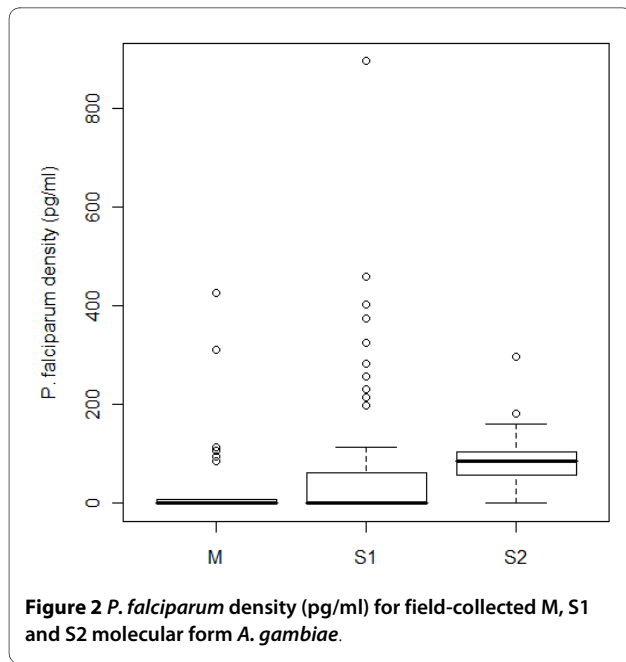 P. falciparum density (pg/ml)
800
600
400
200
0
M
S1
S2
Figure 2 P. falciparum density (pg/ml) for field-collected M, S1
and S2 molecular form A. gambiae.